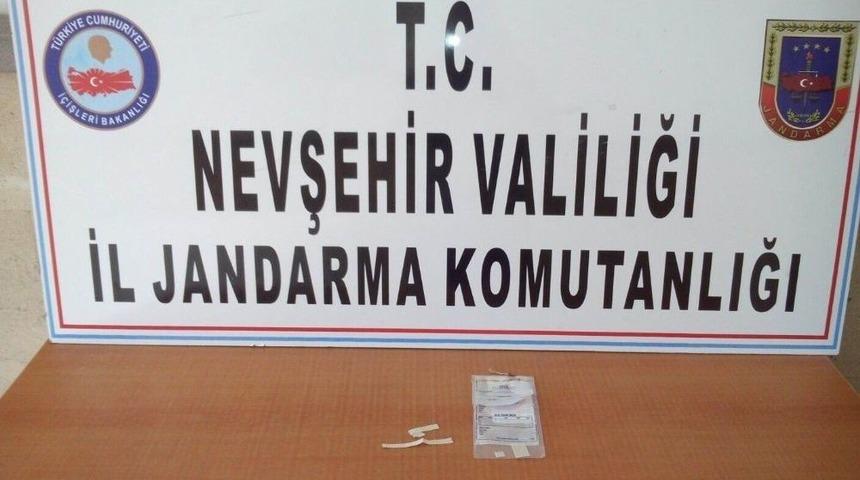 T.C.
NEVŞEHİR VALİLİĞİ
İL JANDARMA KOMUTANLIĞI
TÜRKİYE CUMHURİYETİ
İÇİŞLERİ BAKANLIĞI
JANDARMA